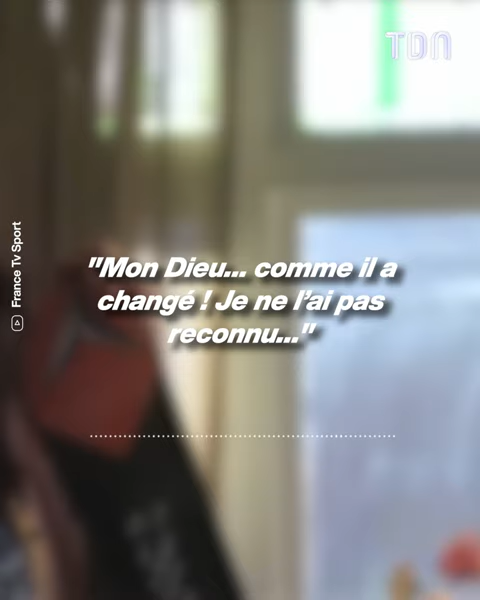 TDN
France Tv Sport
"Mon Dieu... comme il a
changé ! Je ne l'ai pas
reconnu..."